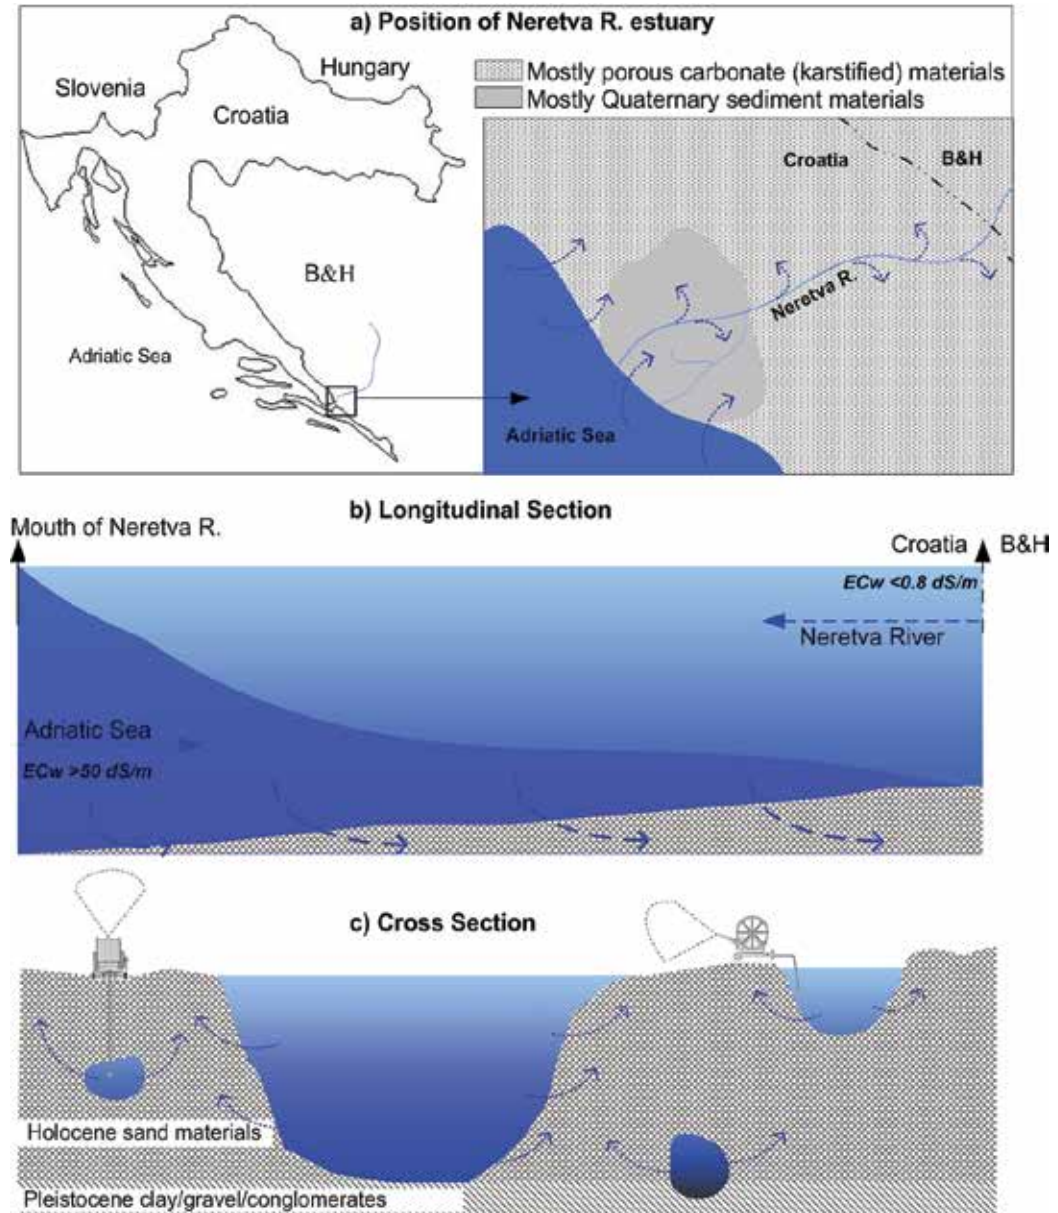 a) Position of Neretva R. estuary
Slovenia
Hungary
Croatia
B&H
Adriatic Sea
Mostly porous carbonate (karstified) materials
Mostly Quaternary sediment materials
Croatia
B&H
Neretva R.
Adriatic Sea
b) Longitudinal Section
Mouth of Neretva R.
Croatia
B&H
ECw <0.8 dS/m
Neretva River
Adriatic Sea
ECw >50 dS/m
c) Cross Section
Holocene sand materials
Pleistocene clay/gravel/conglomerates